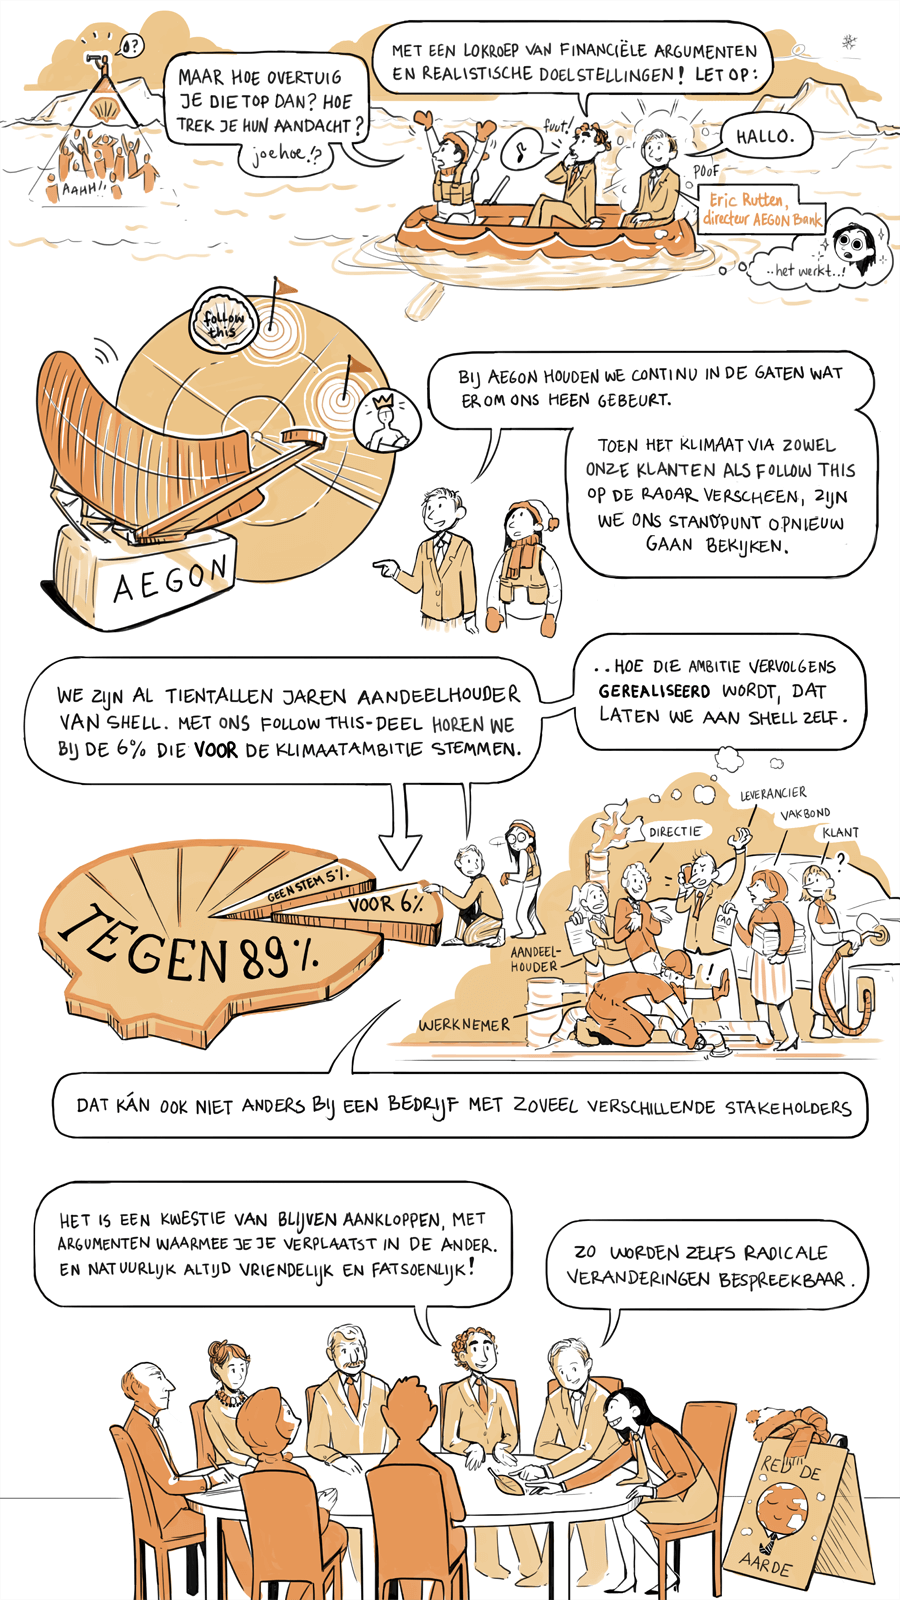 ò?
MAAR HOE OVERTUIG
JE DIE TOP DAN? HOE
TREK JE HUN AANDACHT?
joehoe!?
MET EEN LOKROEP VAN FINANCIËLE ARGUMENTEN
EN REALISTISCHE DOELSTELLINGEN! LET OP:
AAHH!!
fuut!
HALLO.
POOF
Eric Rutten,
directeur AEGON Bank
..het werkt..!
follow
this
AEGON
BIJ AEGON HOUDEN WE CONTINU IN DE GATEN WAT
ER OM ONS HEEN GEBEURT.
TOEN HET KLIMAAT VIA ZOWEL
ONZE KLANTEN ALS FOLLOW THIS
OP DE RADAR VERSCHEEN, ZIJN
WE ONS STANDPUNT OPNIEUW
GAAN BEKIJKEN.
WE ZIJN AL TIENTALLEN JAREN AANDEELHOUDER
VAN SHELL. MET ONS FOLLOW THIS-DEEL HOREN WE
BIJ DE 6% DIE VOOR DE KLIMAATAMBITIE STEMMEN.
..HOE DIE AMBITIE VERVOLGENS
GEREALISEERD WORDT, DAT
LATEN WE AAN SHELL ZELF.
GEEN STEM 5%
VOOR 6%
TEGEN 89%
LEVERANCIER
VAKBOND
KLANT
DIRECTIE
?
CAO
!
AANDEEL-
HOUDER
WERKNEMER
DAT KÁN OOK NIET ANDERS BIJ EEN BEDRIJF MET ZOVEEL VERSCHILLENDE STAKEHOLDERS
HET IS EEN KWESTIE VAN BLIJVEN AANKLOPPEN, MET
ARGUMENTEN WAARMEE JE JE VERPLAATST IN DE ANDER.
EN NATUURLIJK ALTIJD VRIENDELIJK EN FATSOENLIJK!
ZO WORDEN ZELFS RADICALE
VERANDERINGEN BESPREEKBAAR.
RED DE
AARDE